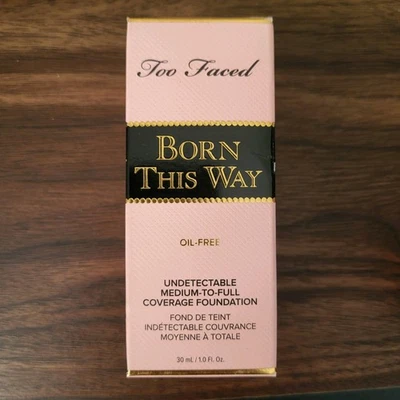 Too Faced
BORN
THIS WAY
OIL-FREE
UNDETECTABLE
MEDIUM-TO-FULL
COVERAGE FOUNDATION
FOND DE TEINT
INDÉTECTABLE COUVRANCE
MOYENNE À TOTALE
30 mL / 1.0 Fl. Oz.